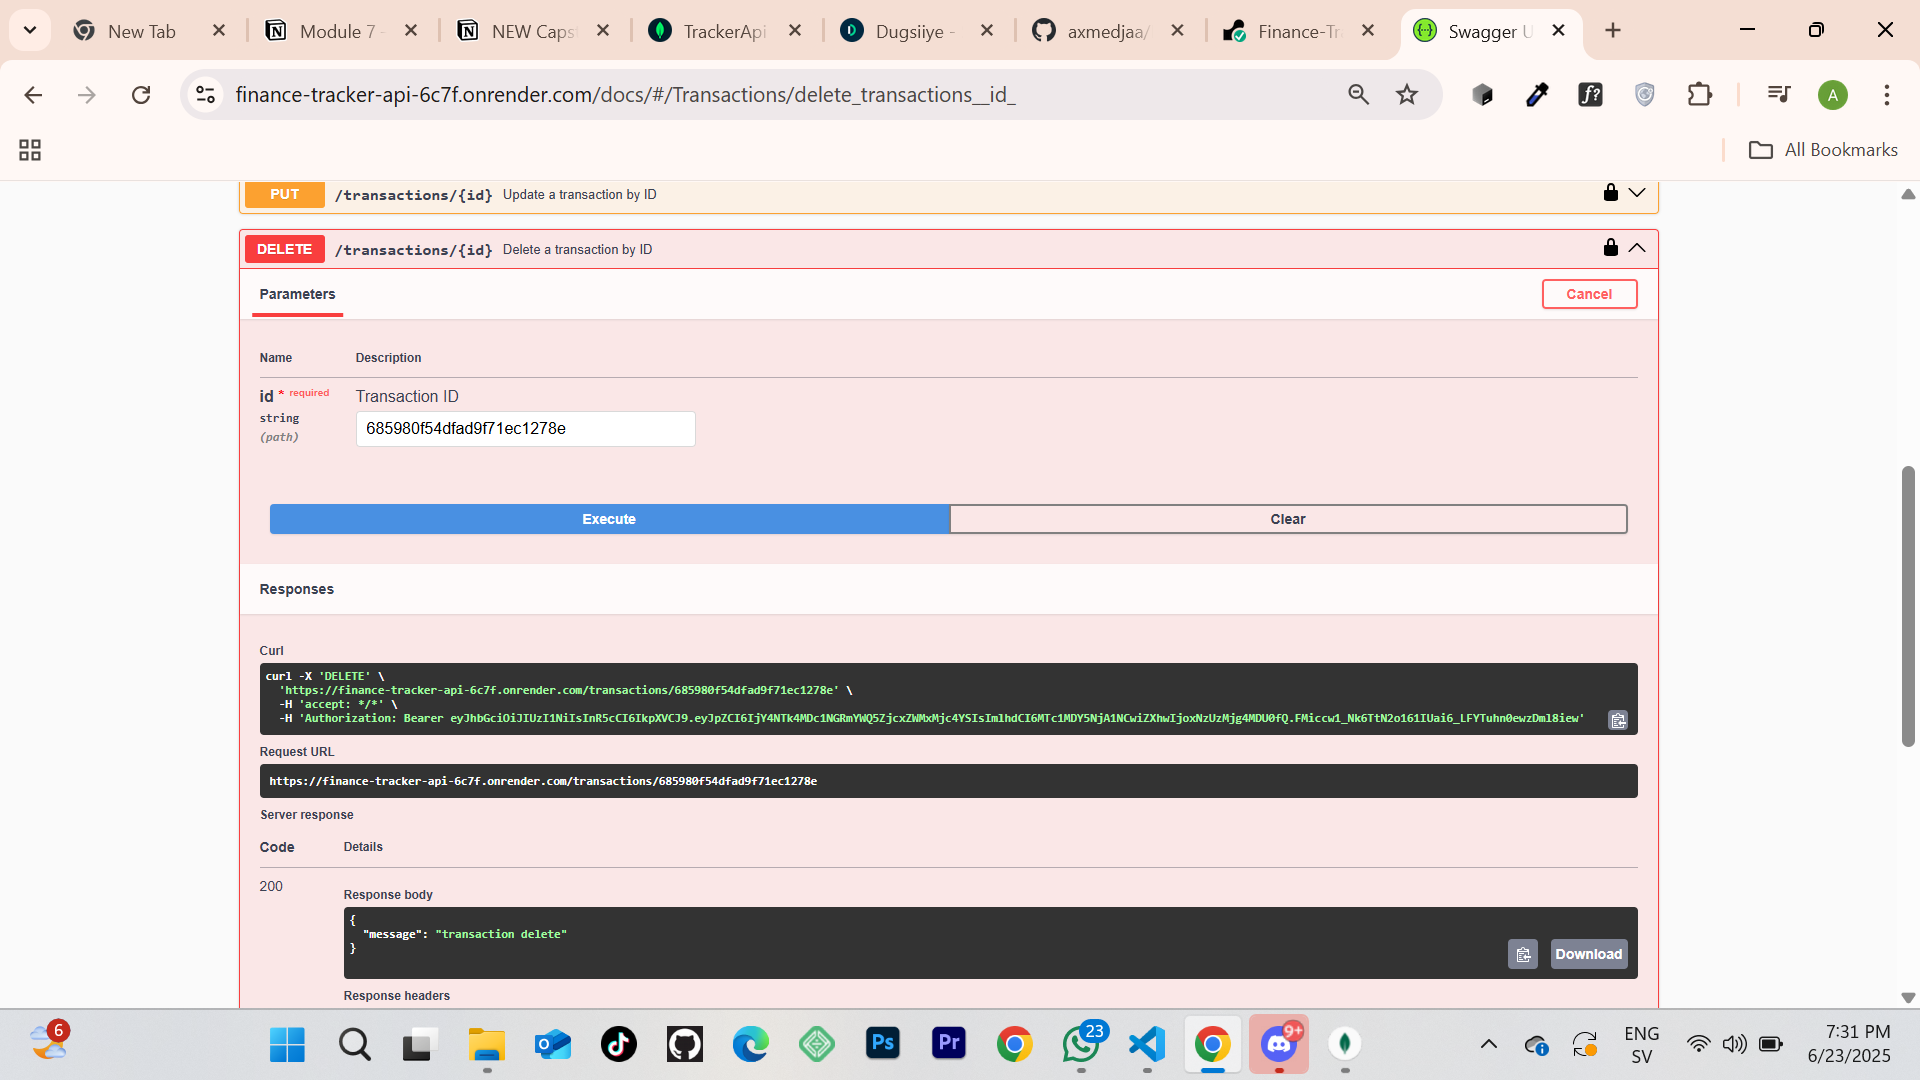 New Tab
Module 7 -
NEW Caps
TrackerApi
Dugsiiye -
axmedjaa/
Finance-Tr
Swagger U
finance-tracker-api-6c7f.onrender.com/docs/#/Transactions/delete_transactions__id_
A
All Bookmarks
PUT /transactions/{id} Update a transaction by ID
DELETE /transactions/{id} Delete a transaction by ID
Parameters
Cancel
Name Description
id * required Transaction ID
string
(path)
685980f54dfad9f71ec1278e
Execute Clear
Responses
Curl
curl -X 'DELETE' \
'https://finance-tracker-api-6c7f.onrender.com/transactions/685980f54dfad9f71ec1278e' \
-H 'accept: */*' \
-H 'Authorization: Bearer
Request URL
https://finance-tracker-api-6c7f.onrender.com/transactions/685980f54dfad9f71ec1278e
Server response
Code Details
200
Response body
{
"message": "transaction delete"
}
Download
Response headers
6
Ps
Pr
23
9+
ENG
SV
7:31 PM
6/23/2025